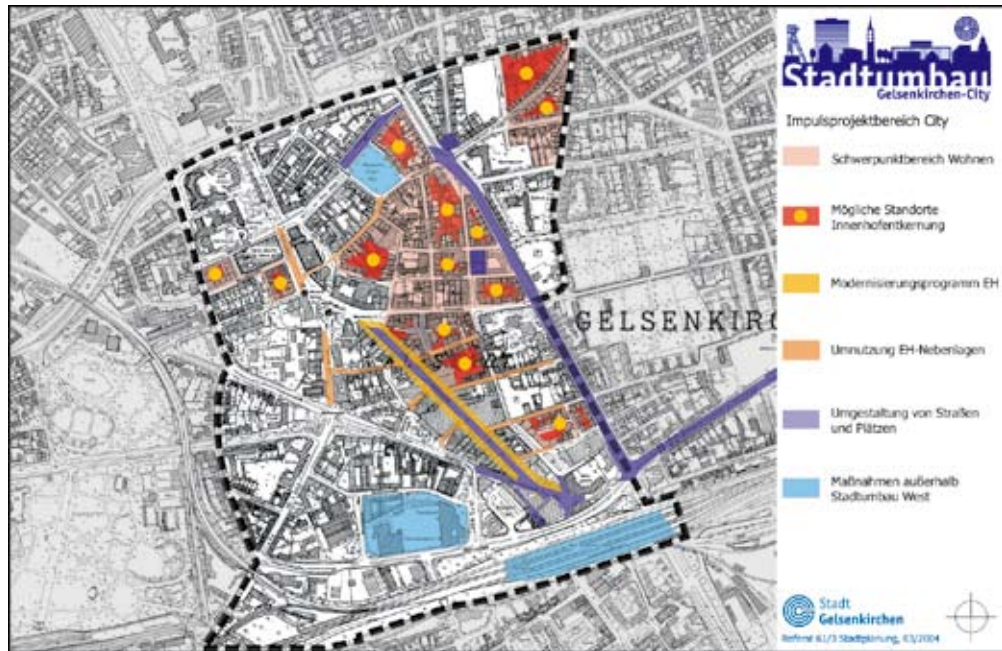 Stadtumbau
Gelsenkirchen-City
Impulsprojektbereich City
Schwerpunktbereich Wohnen
Mögliche Standorte
Innenhofentkernung
Modernisierungsprogramm EH
Umnutzung EH-Nebenlagen
Umgestaltung von Straßen
und Plätzen
Maßnahmen außerhalb
Stadtumbau West
GELSENKIRC
Stadt
Gelsenkirchen
Referat 61/3 Stadtplanung, 03/2004